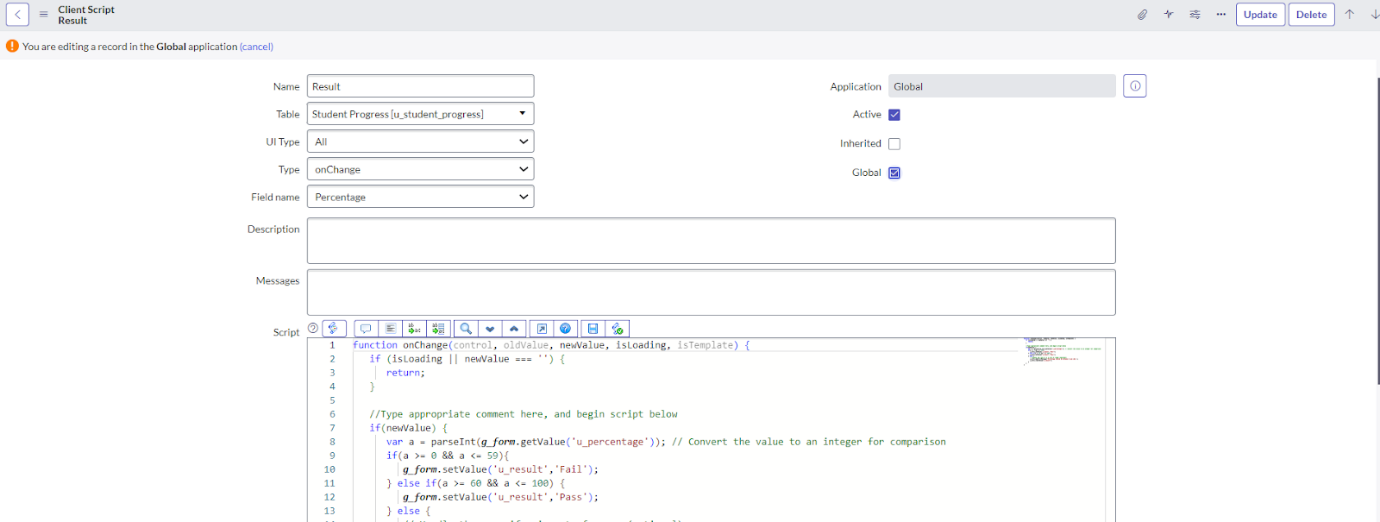 Client Script
Result
Update
Delete
You are editing a record in the Global application (cancel)
Name
Result
Application
Global
Table
Student Progress [u_student_progress]
Active
UI Type
All
Inherited
Type
onChange
Global
Field name
Percentage
Description
Messages
Script
1 function onChange(control, oldValue, newValue, isLoading, isTemplate) {
2 if (isLoading || newValue === '') {
3 return;
4 }
5
6 //Type appropriate comment here, and begin script below
7 if(newValue) {
8 var a = parseInt(g_form.getValue('u_percentage')); // Convert the value to an integer for comparison
9 if(a >= 0 && a <= 59){
10 g_form.setValue('u_result','Fail');
11 } else if(a >= 60 && a <= 100) {
12 g_form.setValue('u_result','Pass');
13 } else {